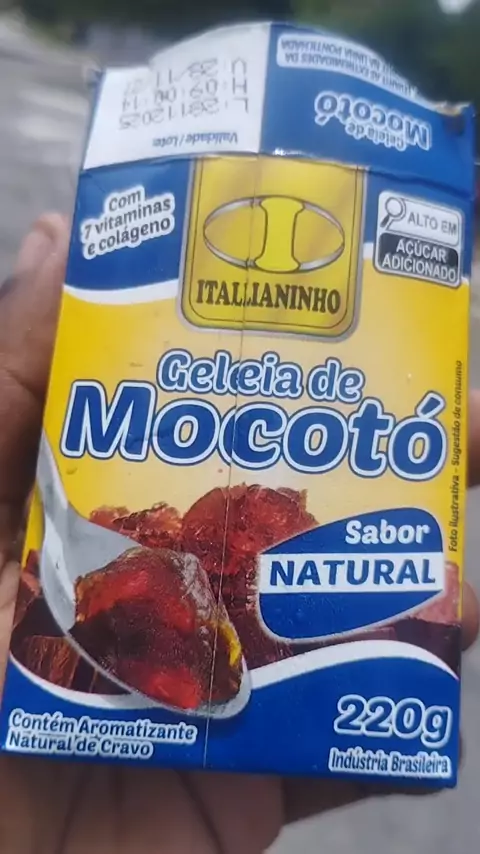 Validade / Lote:
Geleia de
Mocotó
Com
7 vitaminas
e colágeno
ALTO EM
AÇÚCAR
ADICIONADO
ITALLIANINHO
Geleia de
Mocotó
Sabor
NATURAL
Foto ilustrativa - Sugestão de consumo
Contém Aromatizante
Natural de Cravo
220g
Indústria Brasileira